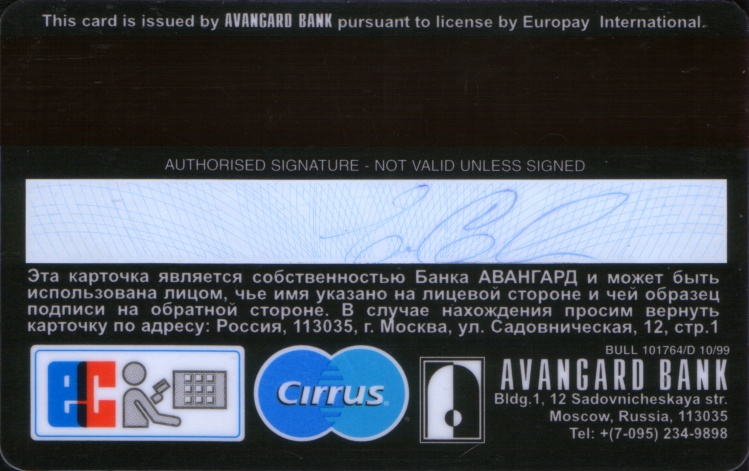 This card is issued by AVANGARD BANK pursuant to license by Europay International.
AUTHORISED SIGNATURE - NOT VALID UNLESS SIGNED
Эта карточка является собственностью Банка АВАНГАРД и может быть
использована лицом, чье имя указано на лицевой стороне и чей образец
подписи на обратной стороне. В случае нахождения просим вернуть
карточку по адресу: Россия, 113035, г. Москва, ул. Садовническая, 12, стр.1
BULL 101764/D 10/99
ec
Cirrus
AVANGARD BANK
Bldg.1, 12 Sadovnicheskaya str.
Moscow, Russia, 113035
Tel: +(7-095) 234-9898